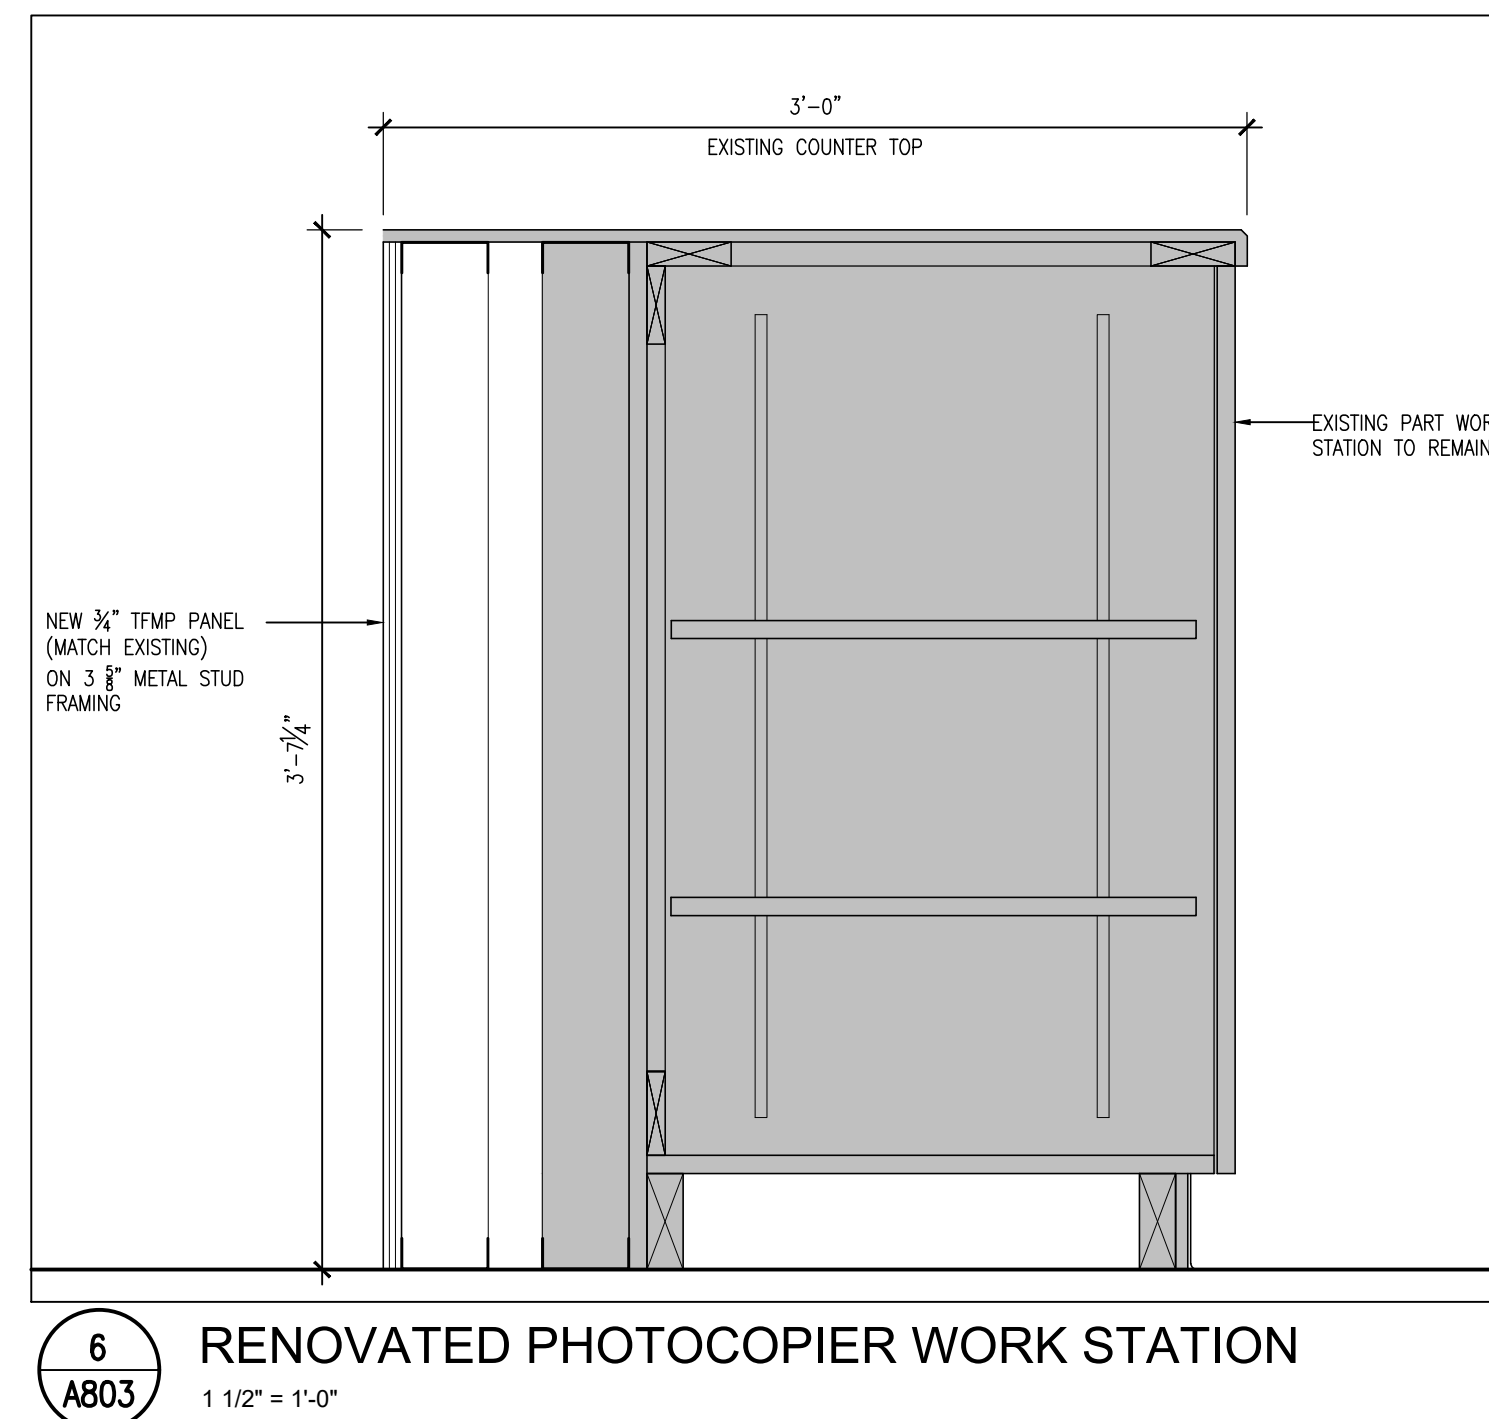 3'-0"
EXISTING COUNTER TOP
EXISTING PART WOR
STATION TO REMAIN
NEW 3/4" TFMP PANEL
(MATCH EXISTING)
ON 3 5/8" METAL STUD
FRAMING
3'-7 1/4"
6
A803
RENOVATED PHOTOCOPIER WORK STATION
1 1/2" = 1'-0"